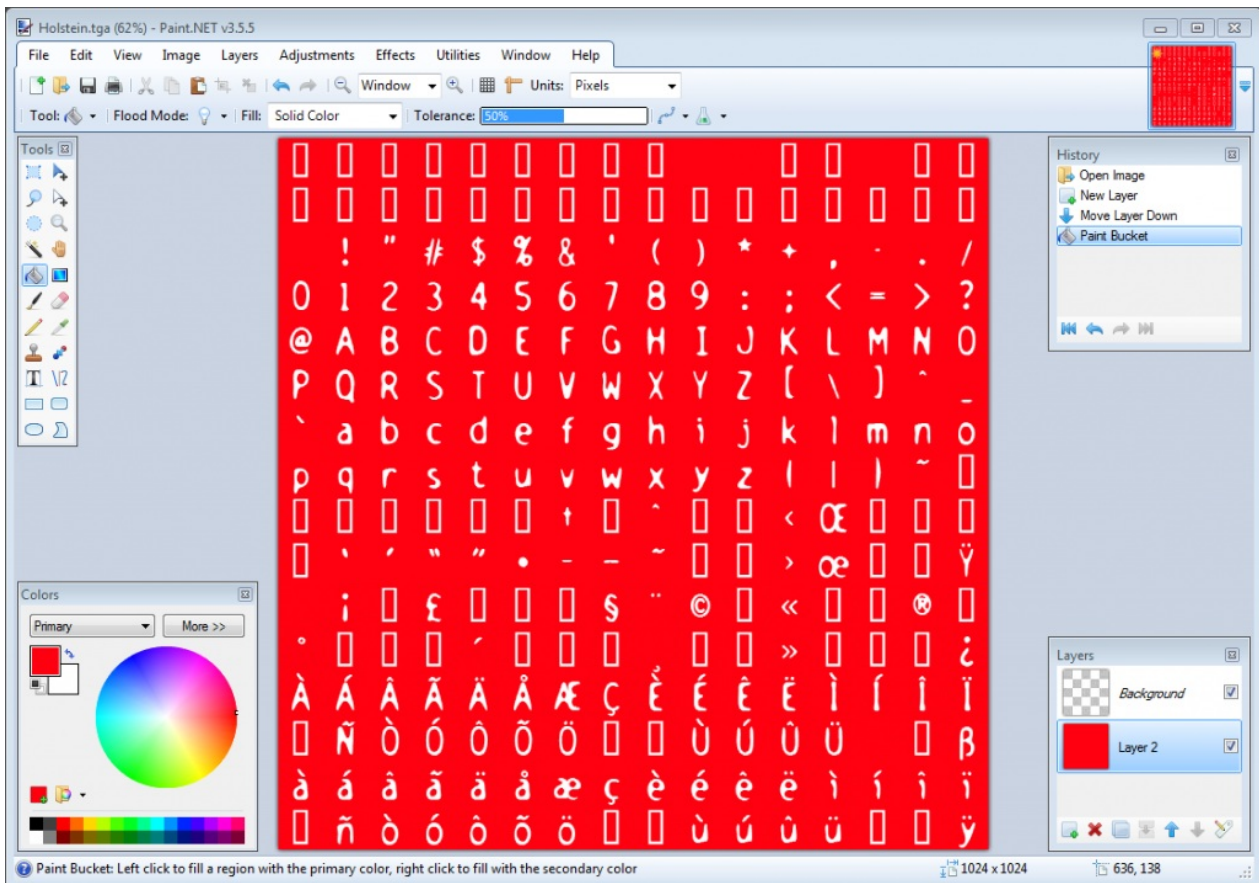 Holstein.tga (62%) - Paint.NET v3.5.5
File Edit View Image Layers Adjustments Effects Utilities Window Help
Window Units: Pixels
Tool: Flood Mode: Fill: Solid Color Tolerance: 50%
Tools
! " # $ % & ' ( ) * + , - . /
0 1 2 3 4 5 6 7 8 9 : ; < = > ?
@ A B C D E F G H I J K L M N O
P Q R S T U V W X Y Z [ \ ] ^ _
` a b c d e f g h i j k l m n o
p q r s t u v w x y z { | } ~
† ˆ ‹ Œ
‘ ’ “ ” • – — ˜ › œ Ÿ
¡ £ § ¨ © « ®
° ´ ¸ » ¿
À Á Â Ã Ä Å Æ Ç È É Ê Ë Ì Í Î Ï
Ñ Ò Ó Ô Õ Ö Ù Ú Û Ü ß
à á â ã ä å æ ç è é ê ë ì í î ï
ñ ò ó ô õ ö ù ú û ü ÿ
History
Open Image
New Layer
Move Layer Down
Paint Bucket
Colors
Primary More >>
Layers
Background
Layer 2
Paint Bucket: Left click to fill a region with the primary color, right click to fill with the secondary color
1024 x 1024
636, 138